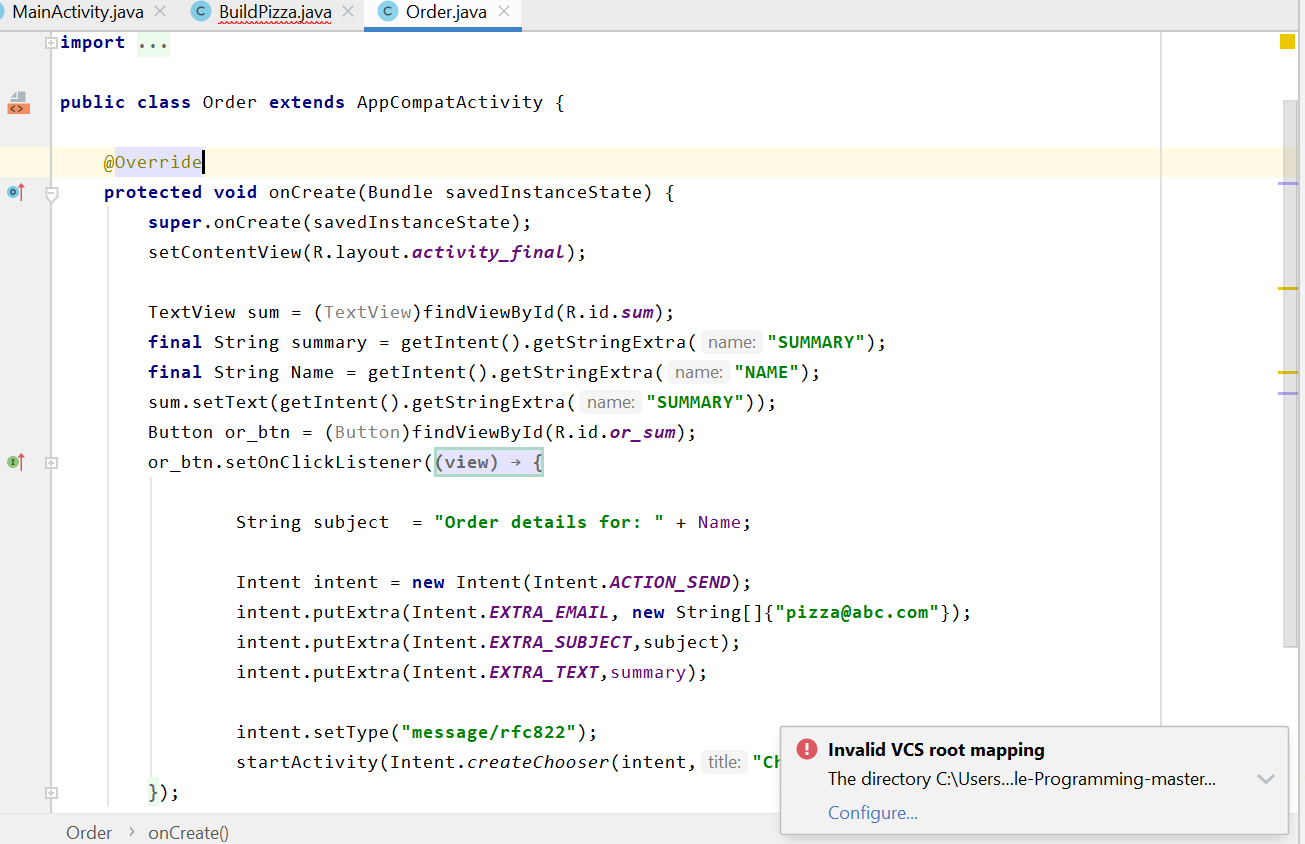 MainActivity.java BuildPizza.java Order.java
import ...
public class Order extends AppCompatActivity {
@Override
protected void onCreate(Bundle savedInstanceState) {
super.onCreate(savedInstanceState);
setContentView(R.layout.activity_final);
TextView sum = (TextView)findViewById(R.id.sum);
final String summary = getIntent().getStringExtra( name: "SUMMARY");
final String Name = getIntent().getStringExtra( name: "NAME");
sum.setText(getIntent().getStringExtra( name: "SUMMARY"));
Button or_btn = (Button)findViewById(R.id.or_sum);
or_btn.setOnClickListener((view) → {
String subject  = "Order details for: " + Name;
Intent intent = new Intent(Intent.ACTION_SEND);
intent.putExtra(Intent.EXTRA_EMAIL, new String[]{"pizza@abc.com"});
intent.putExtra(Intent.EXTRA_SUBJECT,subject);
intent.putExtra(Intent.EXTRA_TEXT,summary);
intent.setType("message/rfc822");
startActivity(Intent.createChooser(intent, title: 
});
Invalid VCS root mapping
The directory C:\Users...le-Programming-master...
Configure...
Order › onCreate()